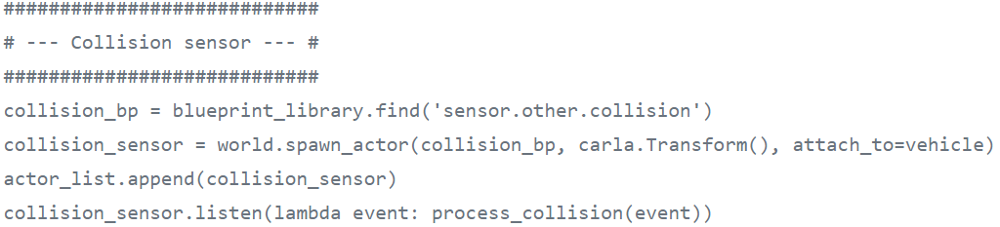 ############################
# --- Collision sensor --- #
############################
collision_bp = blueprint_library.find('sensor.other.collision')
collision_sensor = world.spawn_actor(collision_bp, carla.Transform(), attach_to=vehicle)
actor_list.append(collision_sensor)
collision_sensor.listen(lambda event: process_collision(event))